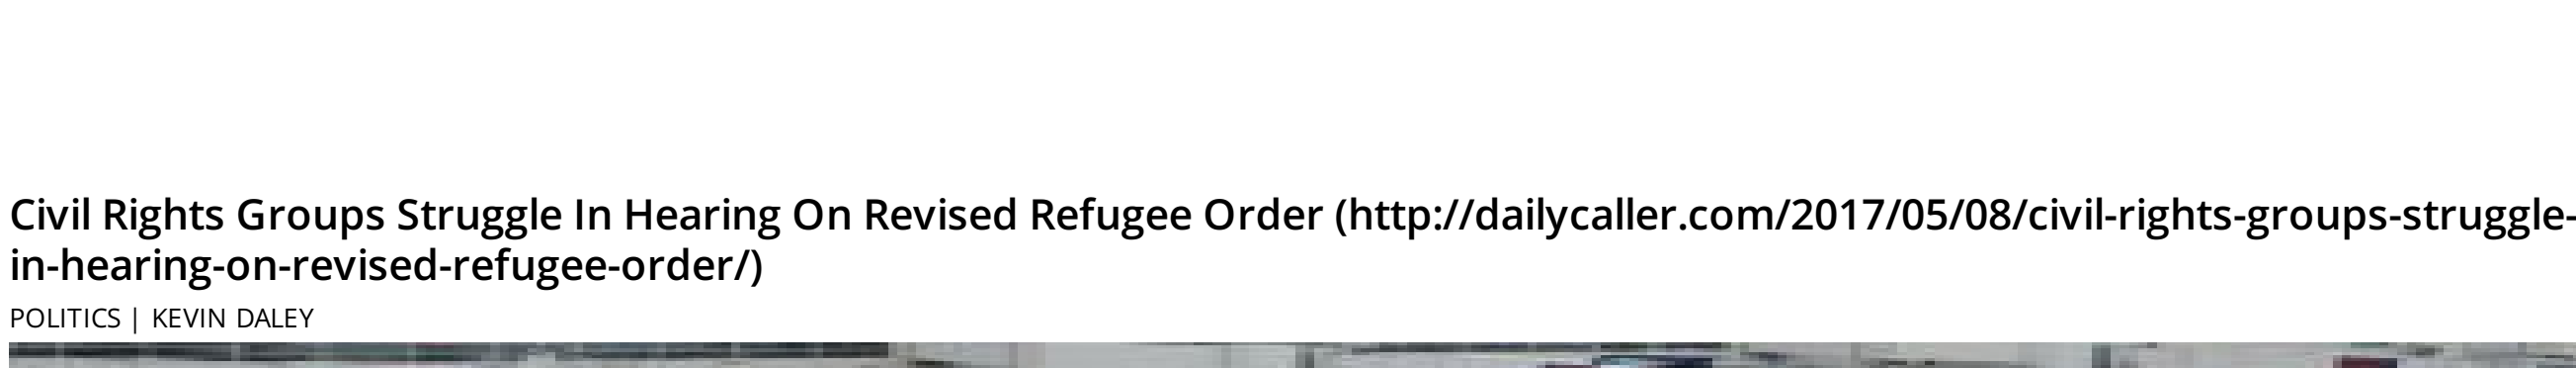 Civil Rights Groups Struggle In Hearing On Revised Refugee Order (http://dailycaller.com/2017/05/08/civil-rights-groups-struggle-
in-hearing-on-revised-refugee-order/)
POLITICS | KEVIN DALEY